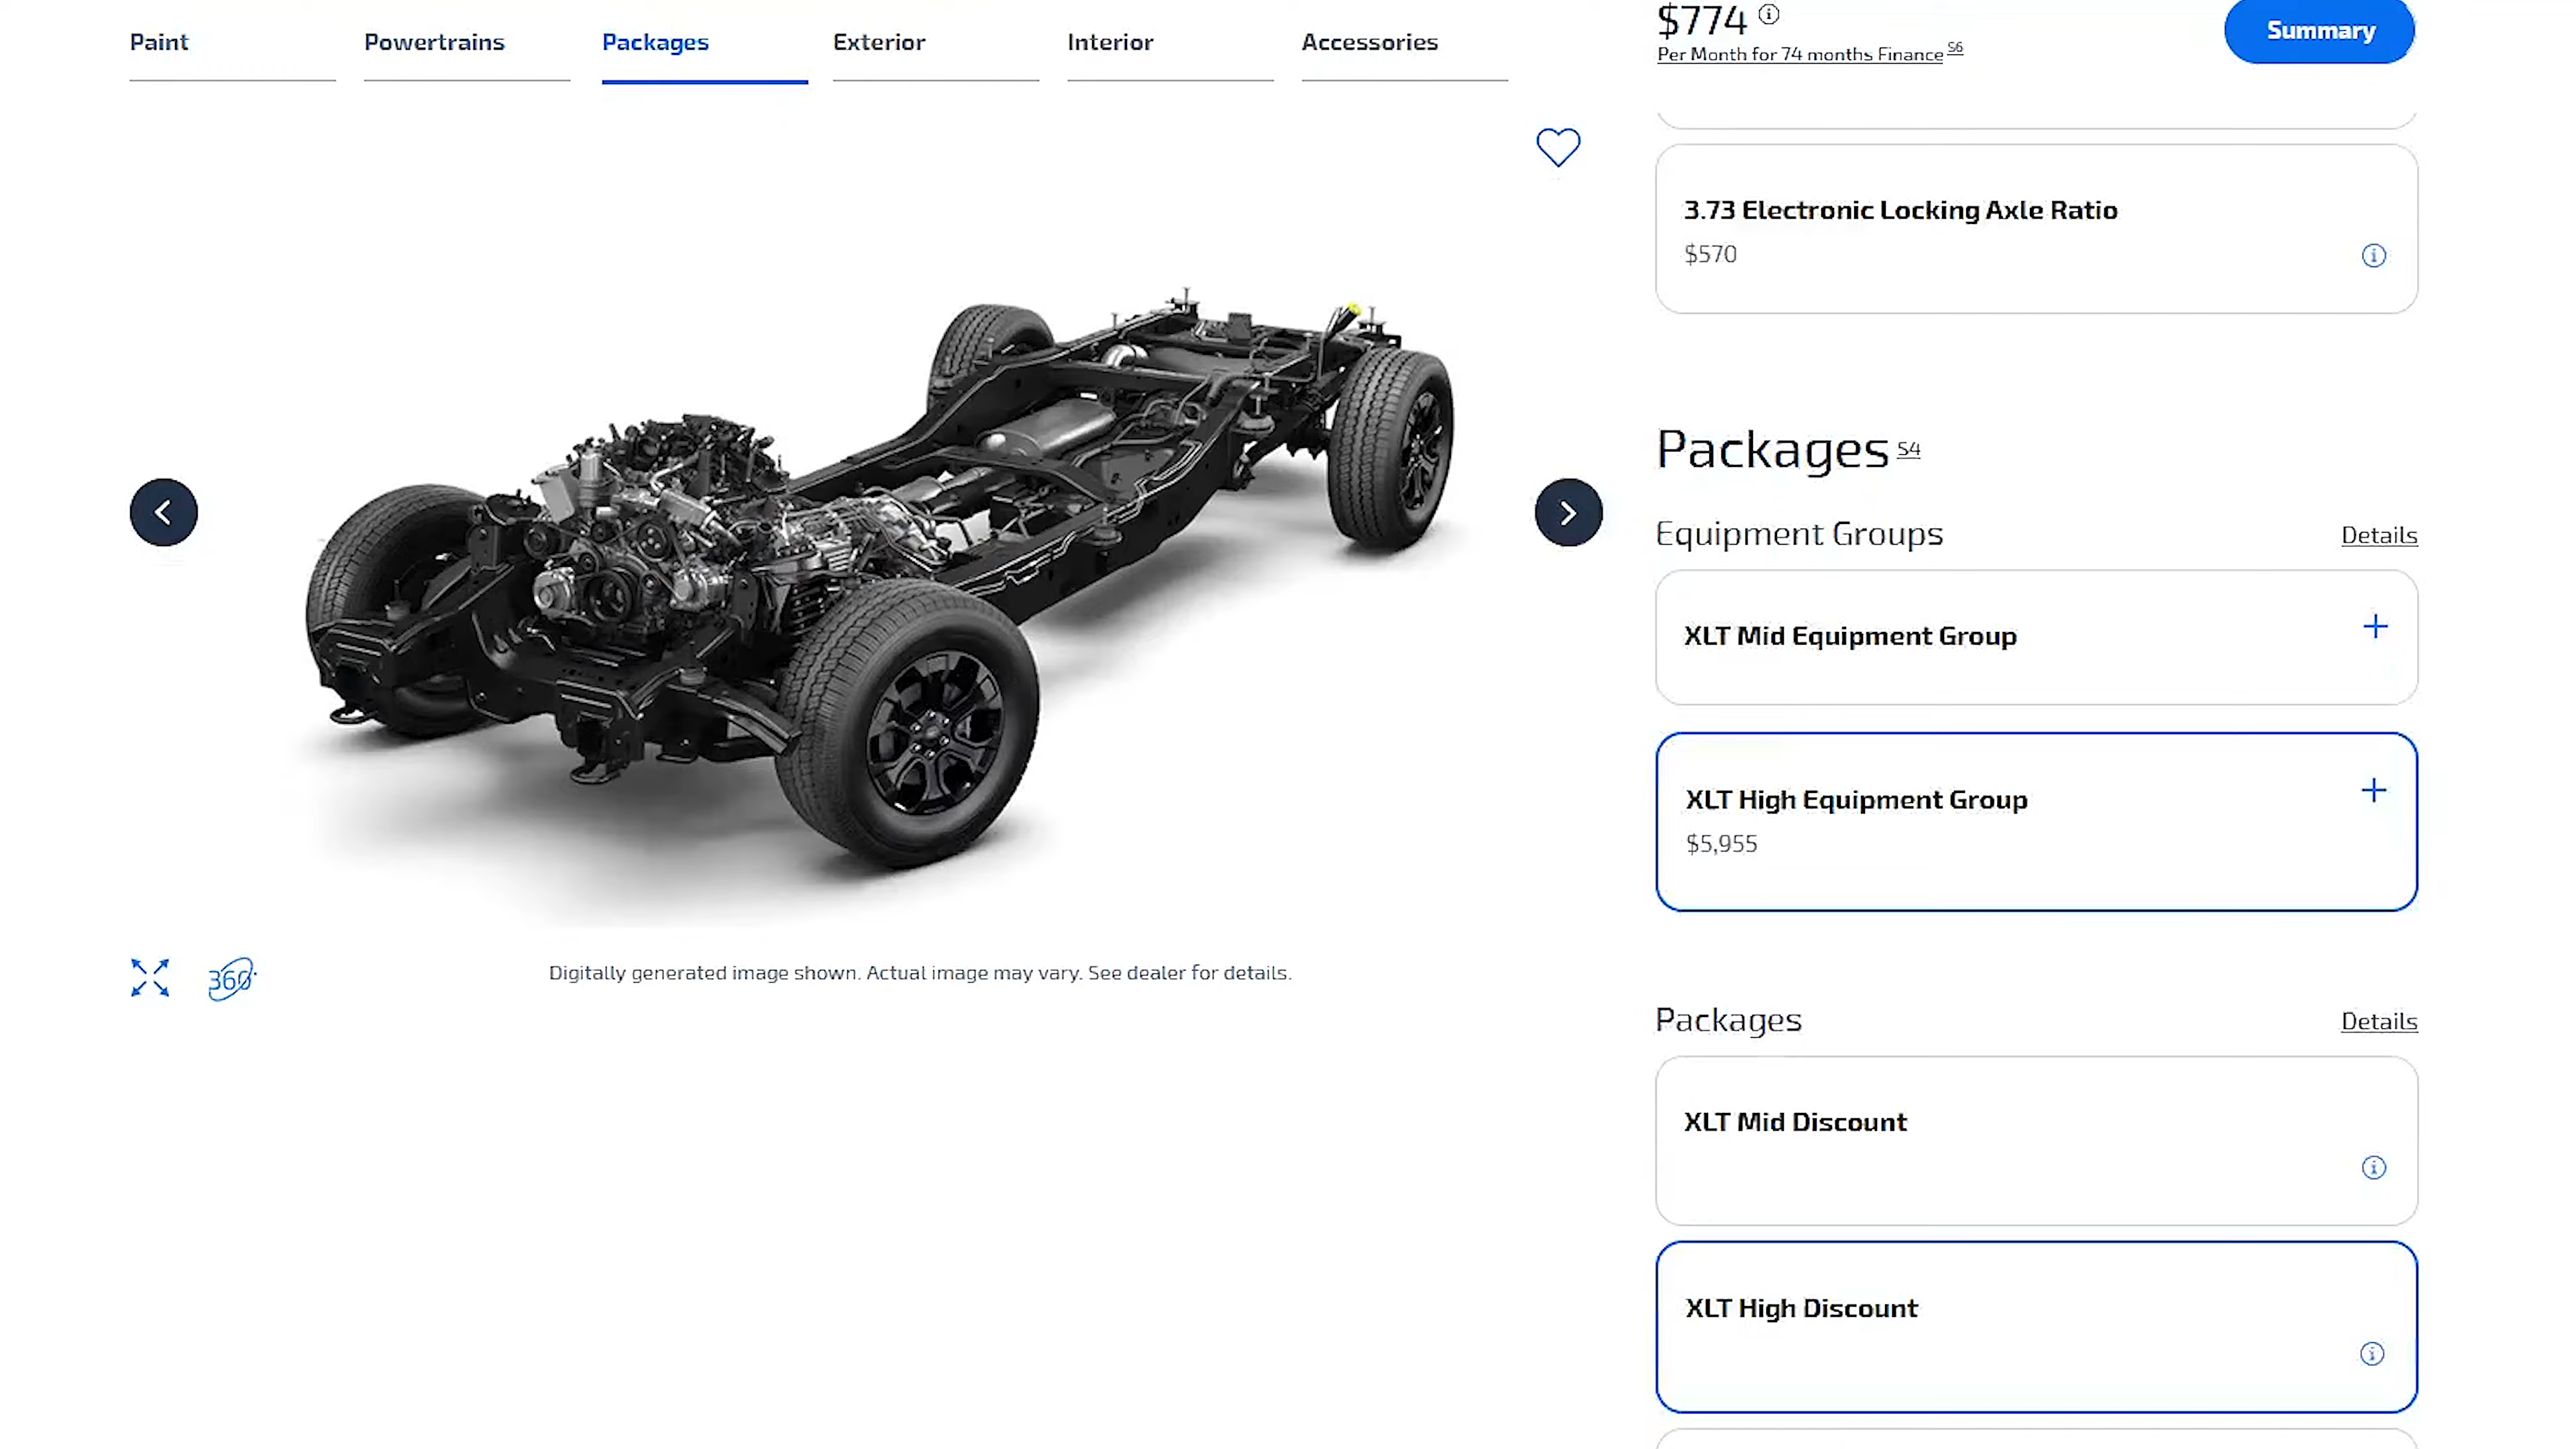 Paint
Powertrains
Packages
Exterior
Interior
Accessories
$774
Per Month for 74 months Finance S6
Summary
3.73 Electronic Locking Axle Ratio
$570
Packages S4
Equipment Groups
Details
XLT Mid Equipment Group
XLT High Equipment Group
$5,955
360
Digitally generated image shown. Actual image may vary. See dealer for details.
Packages
Details
XLT Mid Discount
XLT High Discount